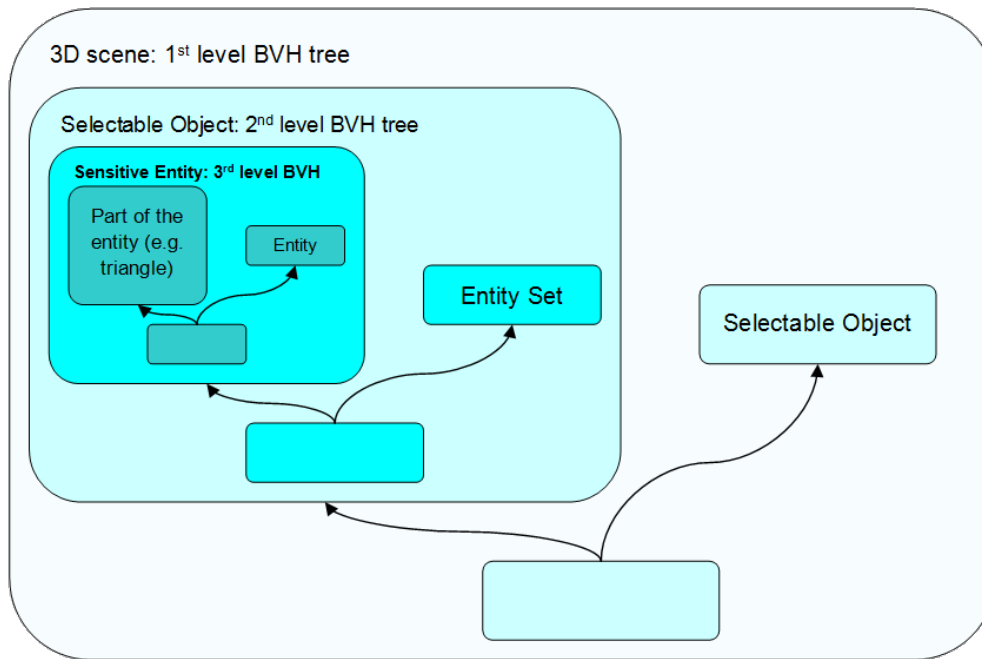 3D scene: 1st level BVH tree
Selectable Object: 2nd level BVH tree
Sensitive Entity: 3rd level BVH
Part of the
entity (e.g.
triangle)
Entity
Entity Set
Selectable Object